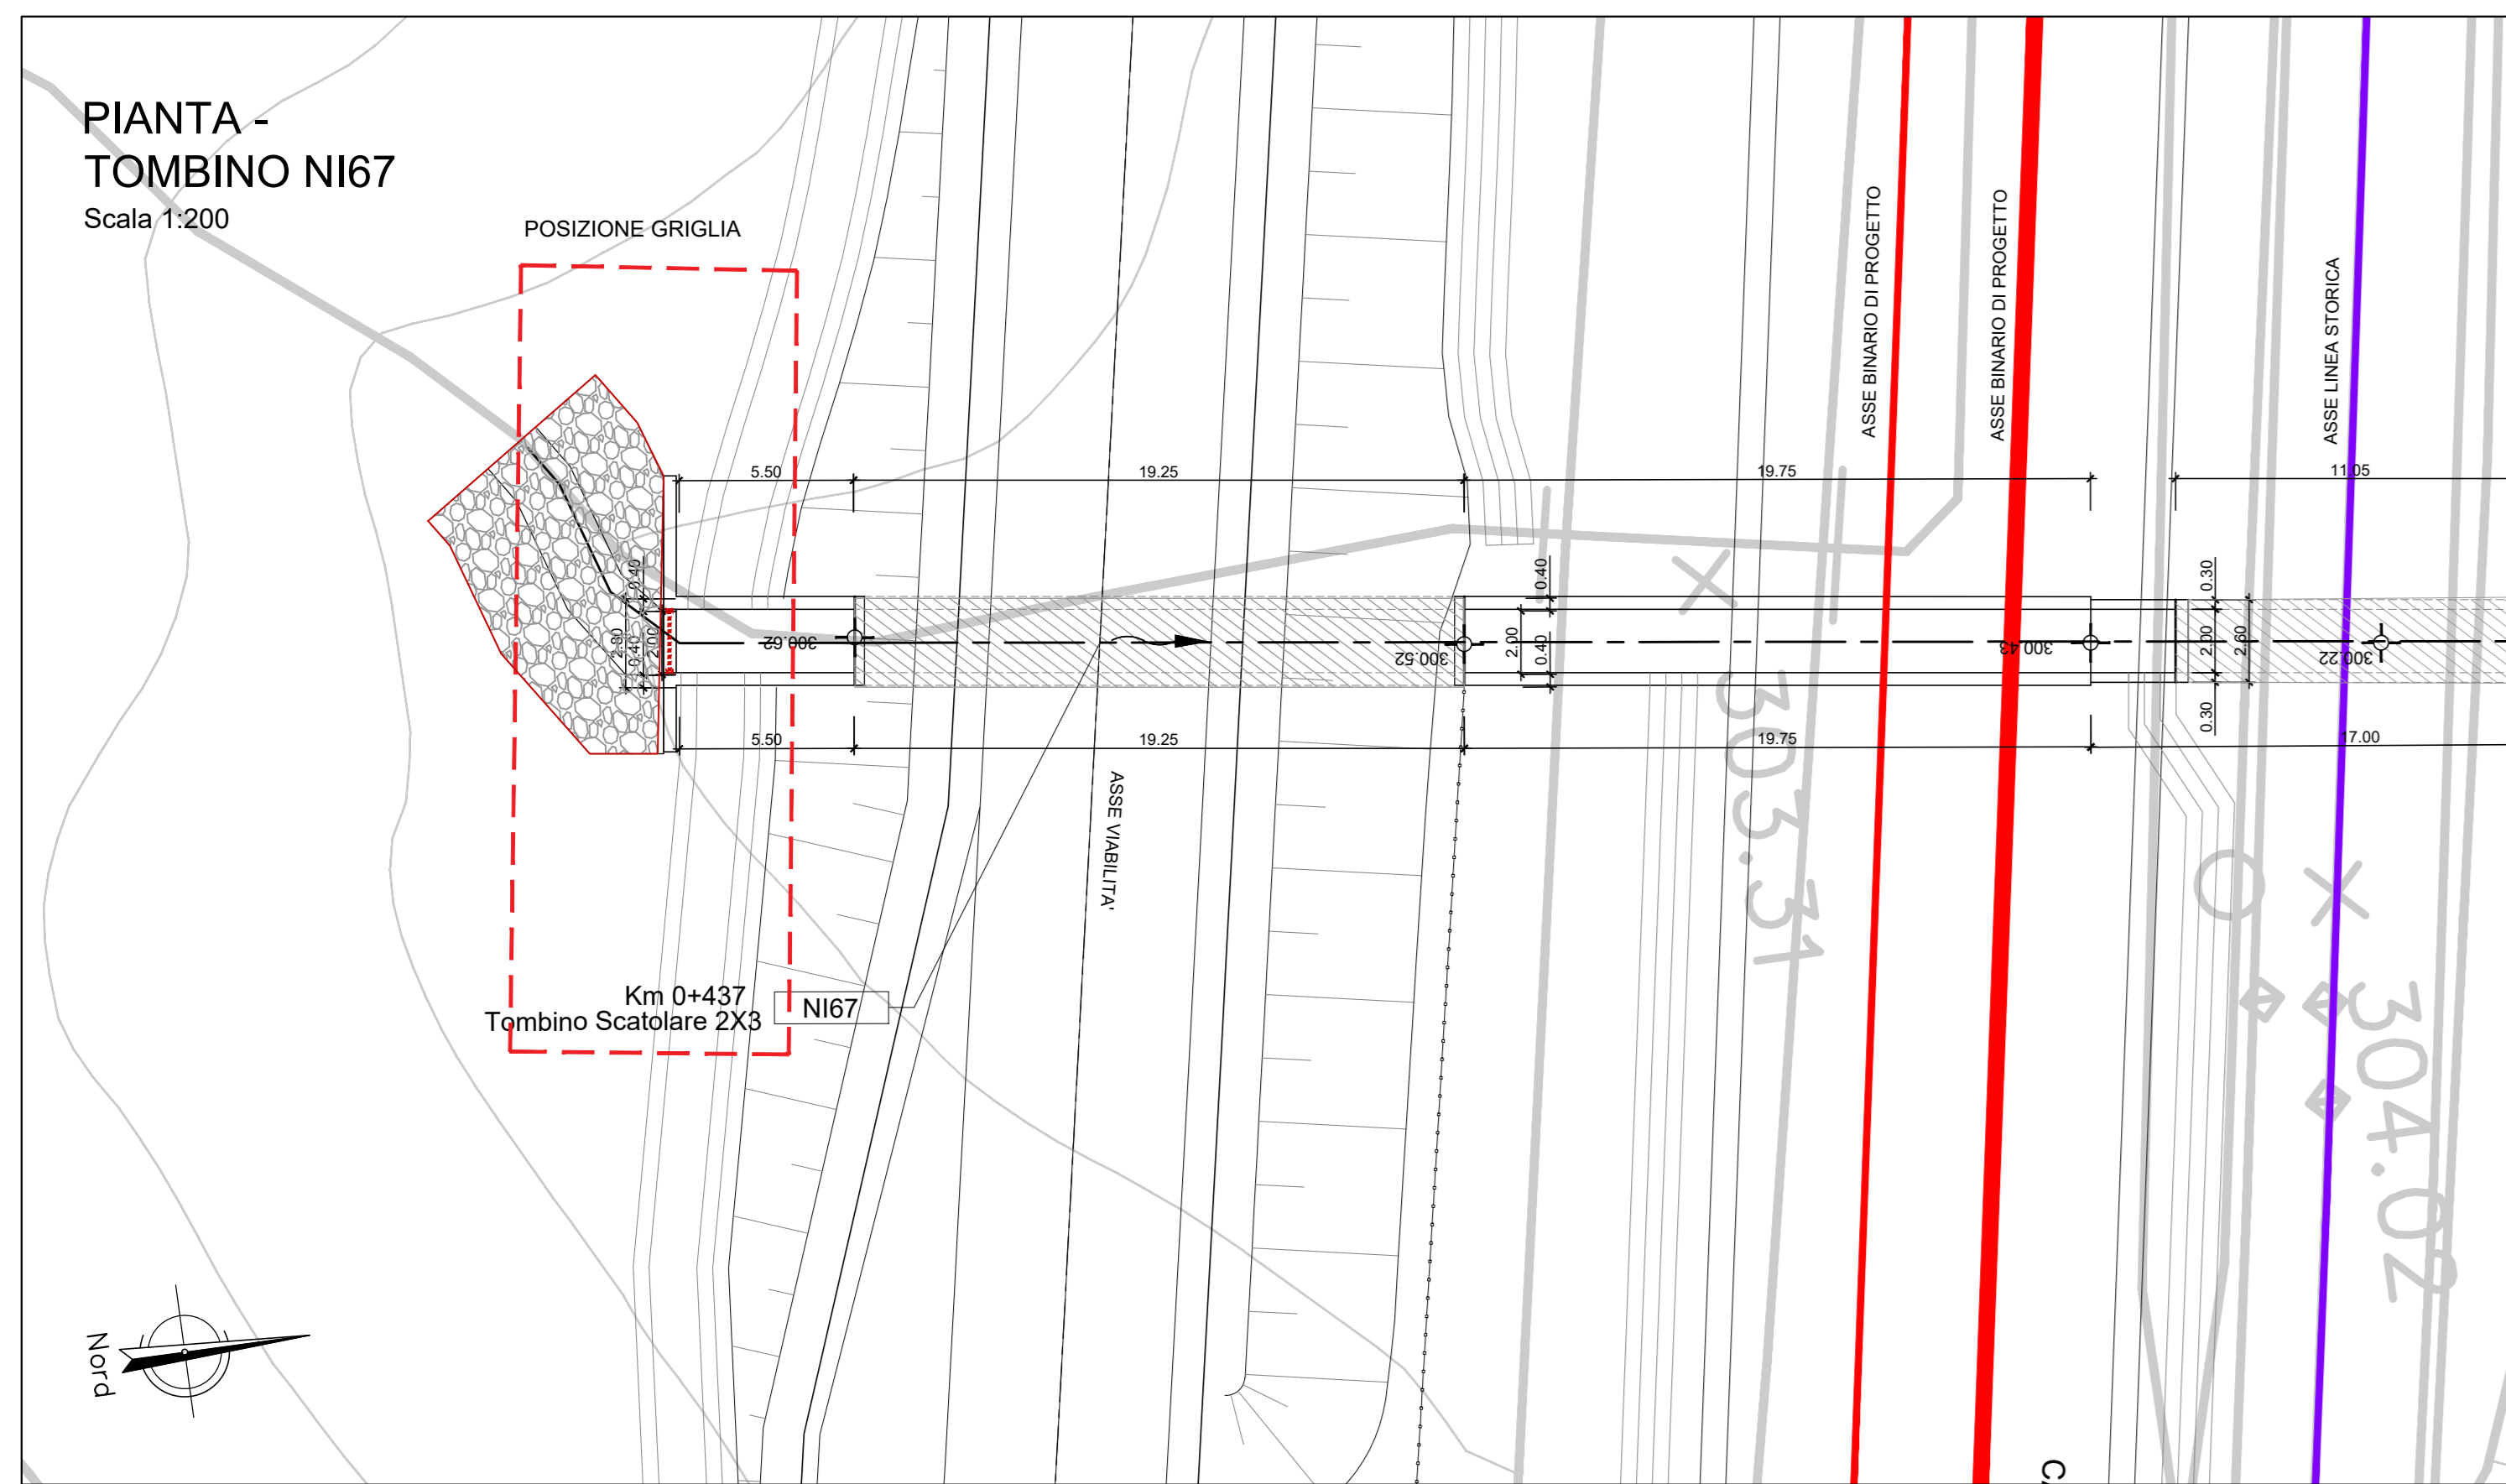 PIANTA -
TOMBINO NI67
Scala 1:200
POSIZIONE GRIGLIA
ASSE BINARIO DI PROGETTO
ASSE BINARIO DI PROGETTO
ASSE LINEA STORICA
5.50
19.25
19.75
11.05
0.40
2.80
0.40
2.00
300.62
300.52
0.40
2.00
0.40
300.43
0.30
2.00
2.60
0.30
300.22
5.50
19.25
19.75
17.00
303.31
ASSE VIABILITA'
Km 0+437
Tombino Scatolare 2X3
NI67
304.02
Nord